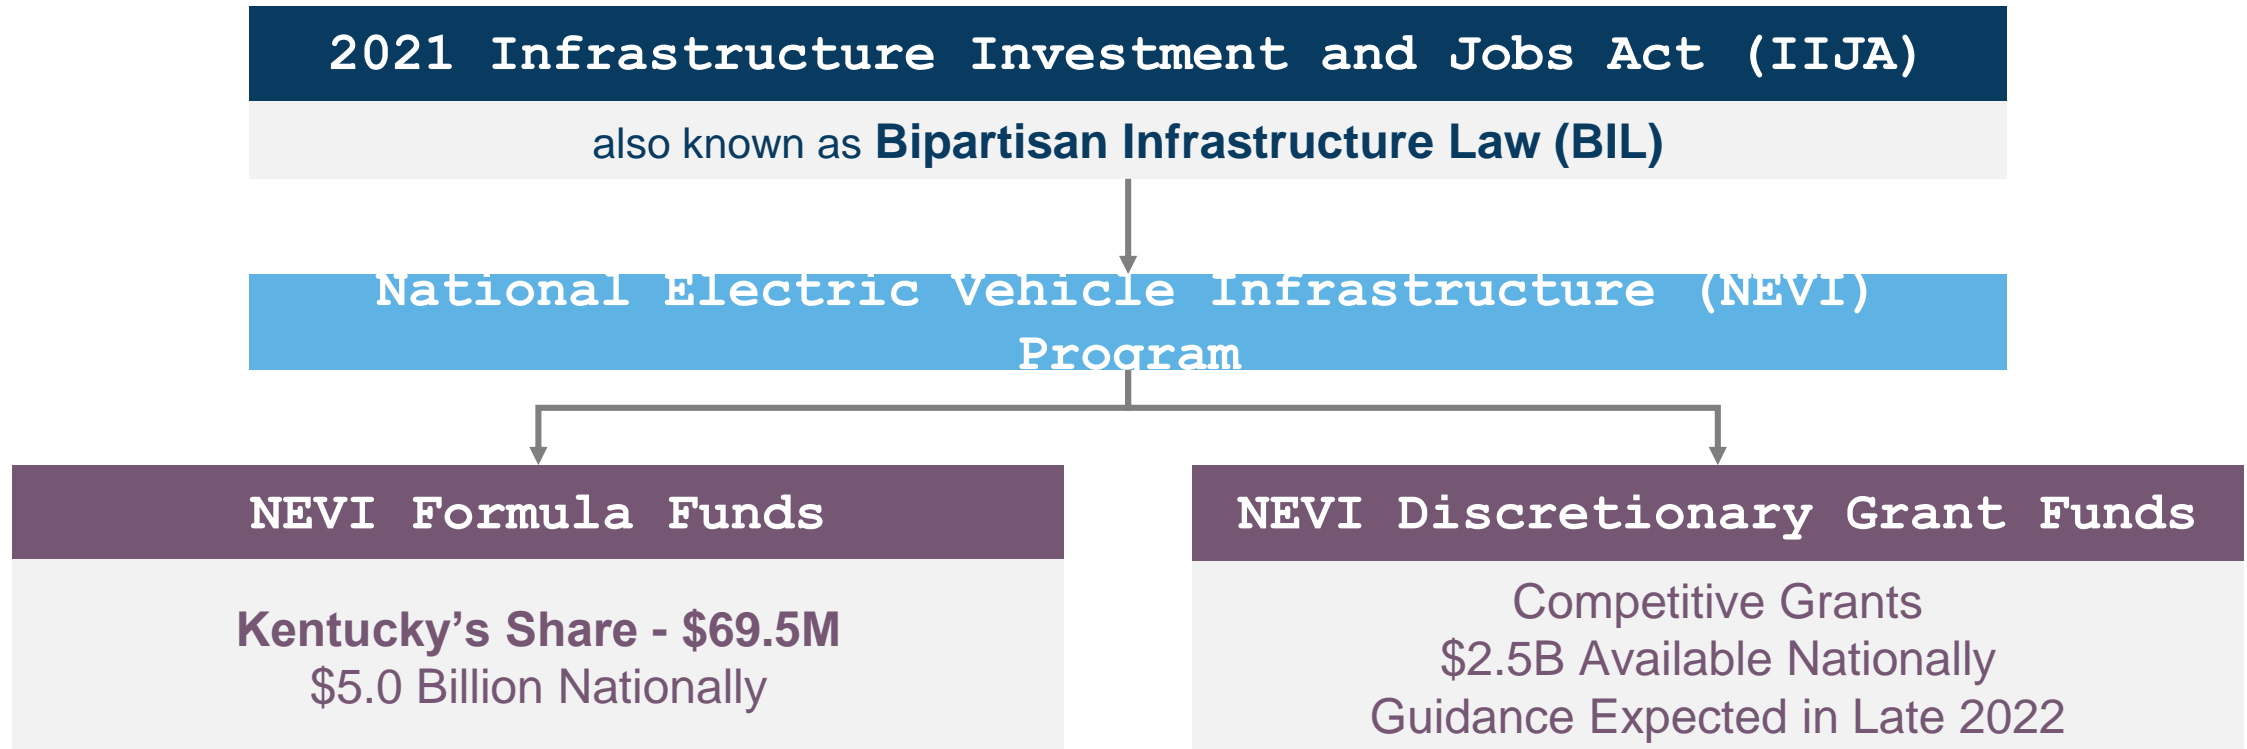 2021 Infrastructure Investment and Jobs Act (IIJA)
also known as Bipartisan Infrastructure Law (BIL)
National Electric Vehicle Infrastructure (NEVI)
Program
NEVI Formula Funds
Kentucky’s Share - $69.5M
$5.0 Billion Nationally
NEVI Discretionary Grant Funds
Competitive Grants
$2.5B Available Nationally
Guidance Expected in Late 2022